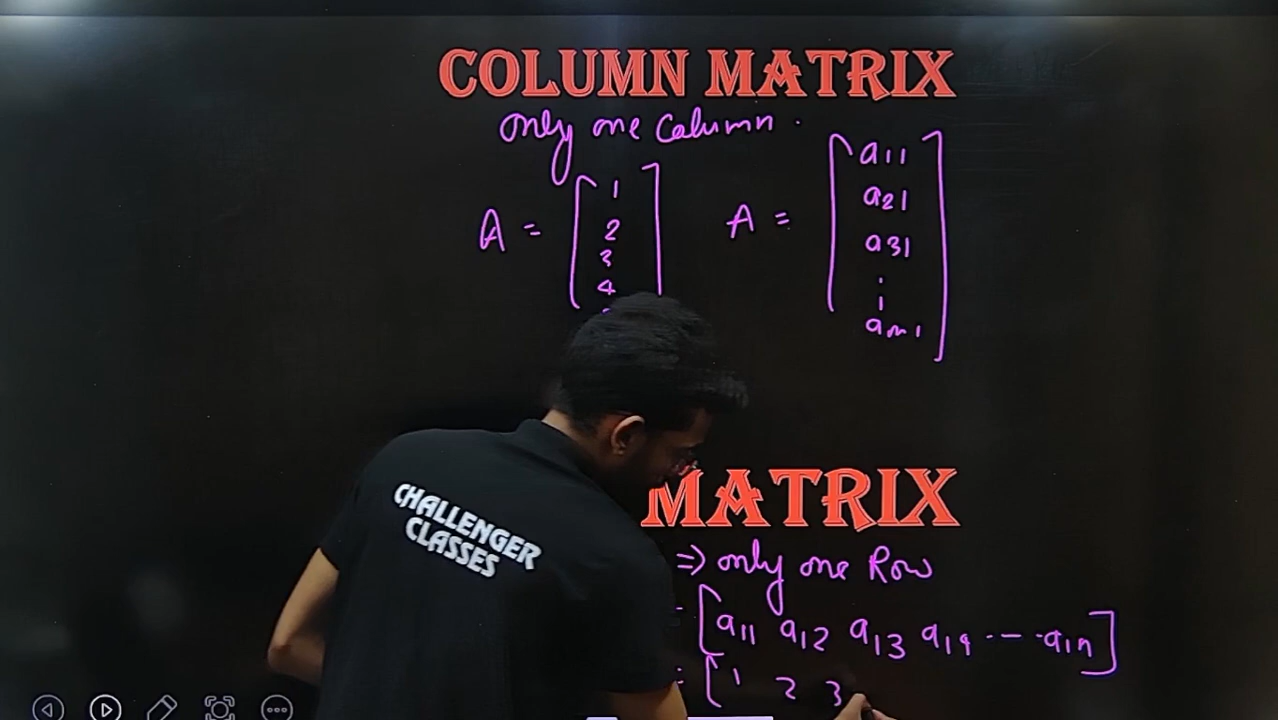 COLUMN MATRIX
only one Column.
A = [1 2 3 4
A = [a11 a21 a31 : am1]
CHALLENGER
CLASSES
MATRIX
=> only one Row
= [a11 a12 a13 a14 --- a1n]
= [1 2 3